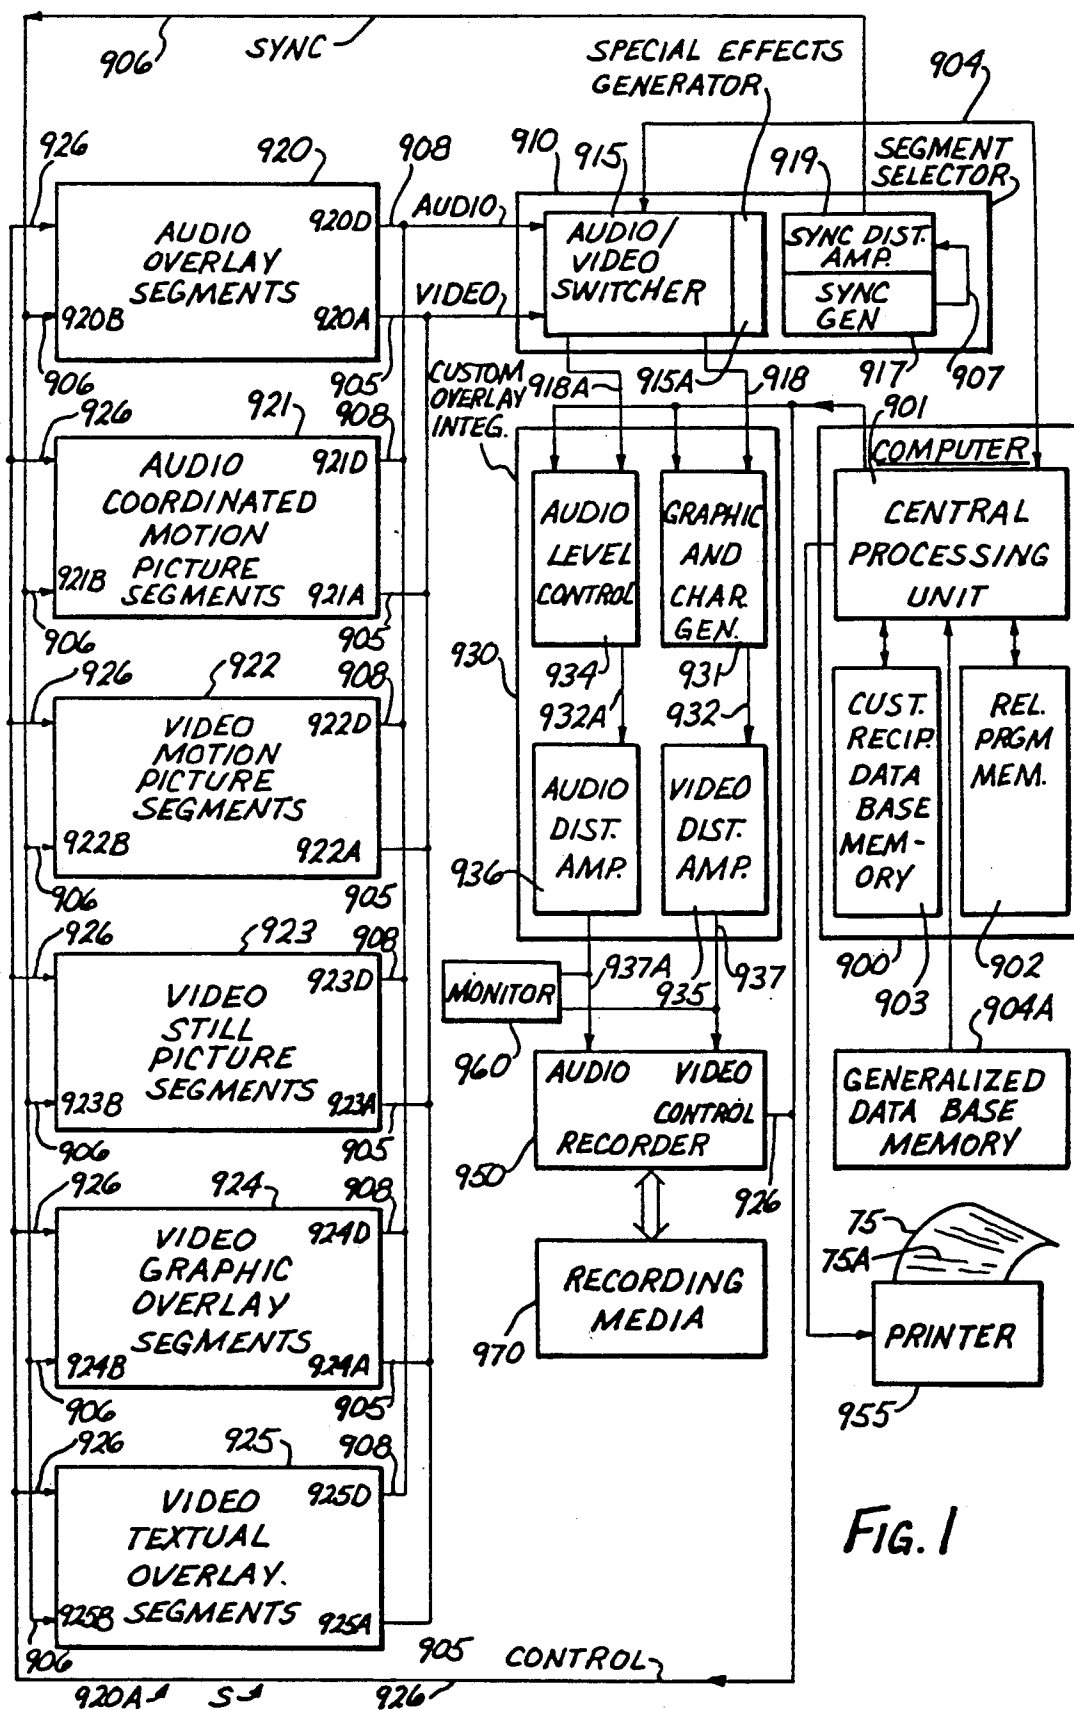 906
SYNC
SPECIAL EFFECTS
GENERATOR
904
926
920
908
910
915
919
SEGMENT
SELECTOR
AUDIO
OVERLAY
SEGMENTS
920D
920B
920A
AUDIO
VIDEO
AUDIO/
VIDEO
SWITCHER
SYNC DIST.
AMP.
SYNC
GEN
906
905
CUSTOM
OVERLAY
INTEG.
918A
915A
918
917
907
901
926
921
908
AUDIO
COORDINATED
MOTION
PICTURE
SEGMENTS
921D
921B
921A
906
905
AUDIO
LEVEL
CONTROL
GRAPHIC
AND
CHAR.
GEN.
COMPUTER
CENTRAL
PROCESSING
UNIT
930
934
931
932A
932
926
922
908
VIDEO
MOTION
PICTURE
SEGMENTS
922D
922B
922A
906
905
AUDIO
DIST.
AMP.
VIDEO
DIST.
AMP.
936
CUST.
RECIP.
DATA
BASE
MEM-
ORY
REL.
PRGM
MEM.
900
903
902
904A
926
923
908
VIDEO
STILL
PICTURE
SEGMENTS
923D
923B
923A
906
905
MONITOR
960
937A
935
937
AUDIO
VIDEO
CONTROL
RECORDER
950
926
GENERALIZED
DATA BASE
MEMORY
926
924
908
VIDEO
GRAPHIC
OVERLAY
SEGMENTS
924D
924B
924A
906
905
RECORDING
MEDIA
970
75
75A
PRINTER
955
926
925
908
VIDEO
TEXTUAL
OVERLAY.
SEGMENTS
925D
925B
925A
906
905
CONTROL
920A
S
926
FIG. 1